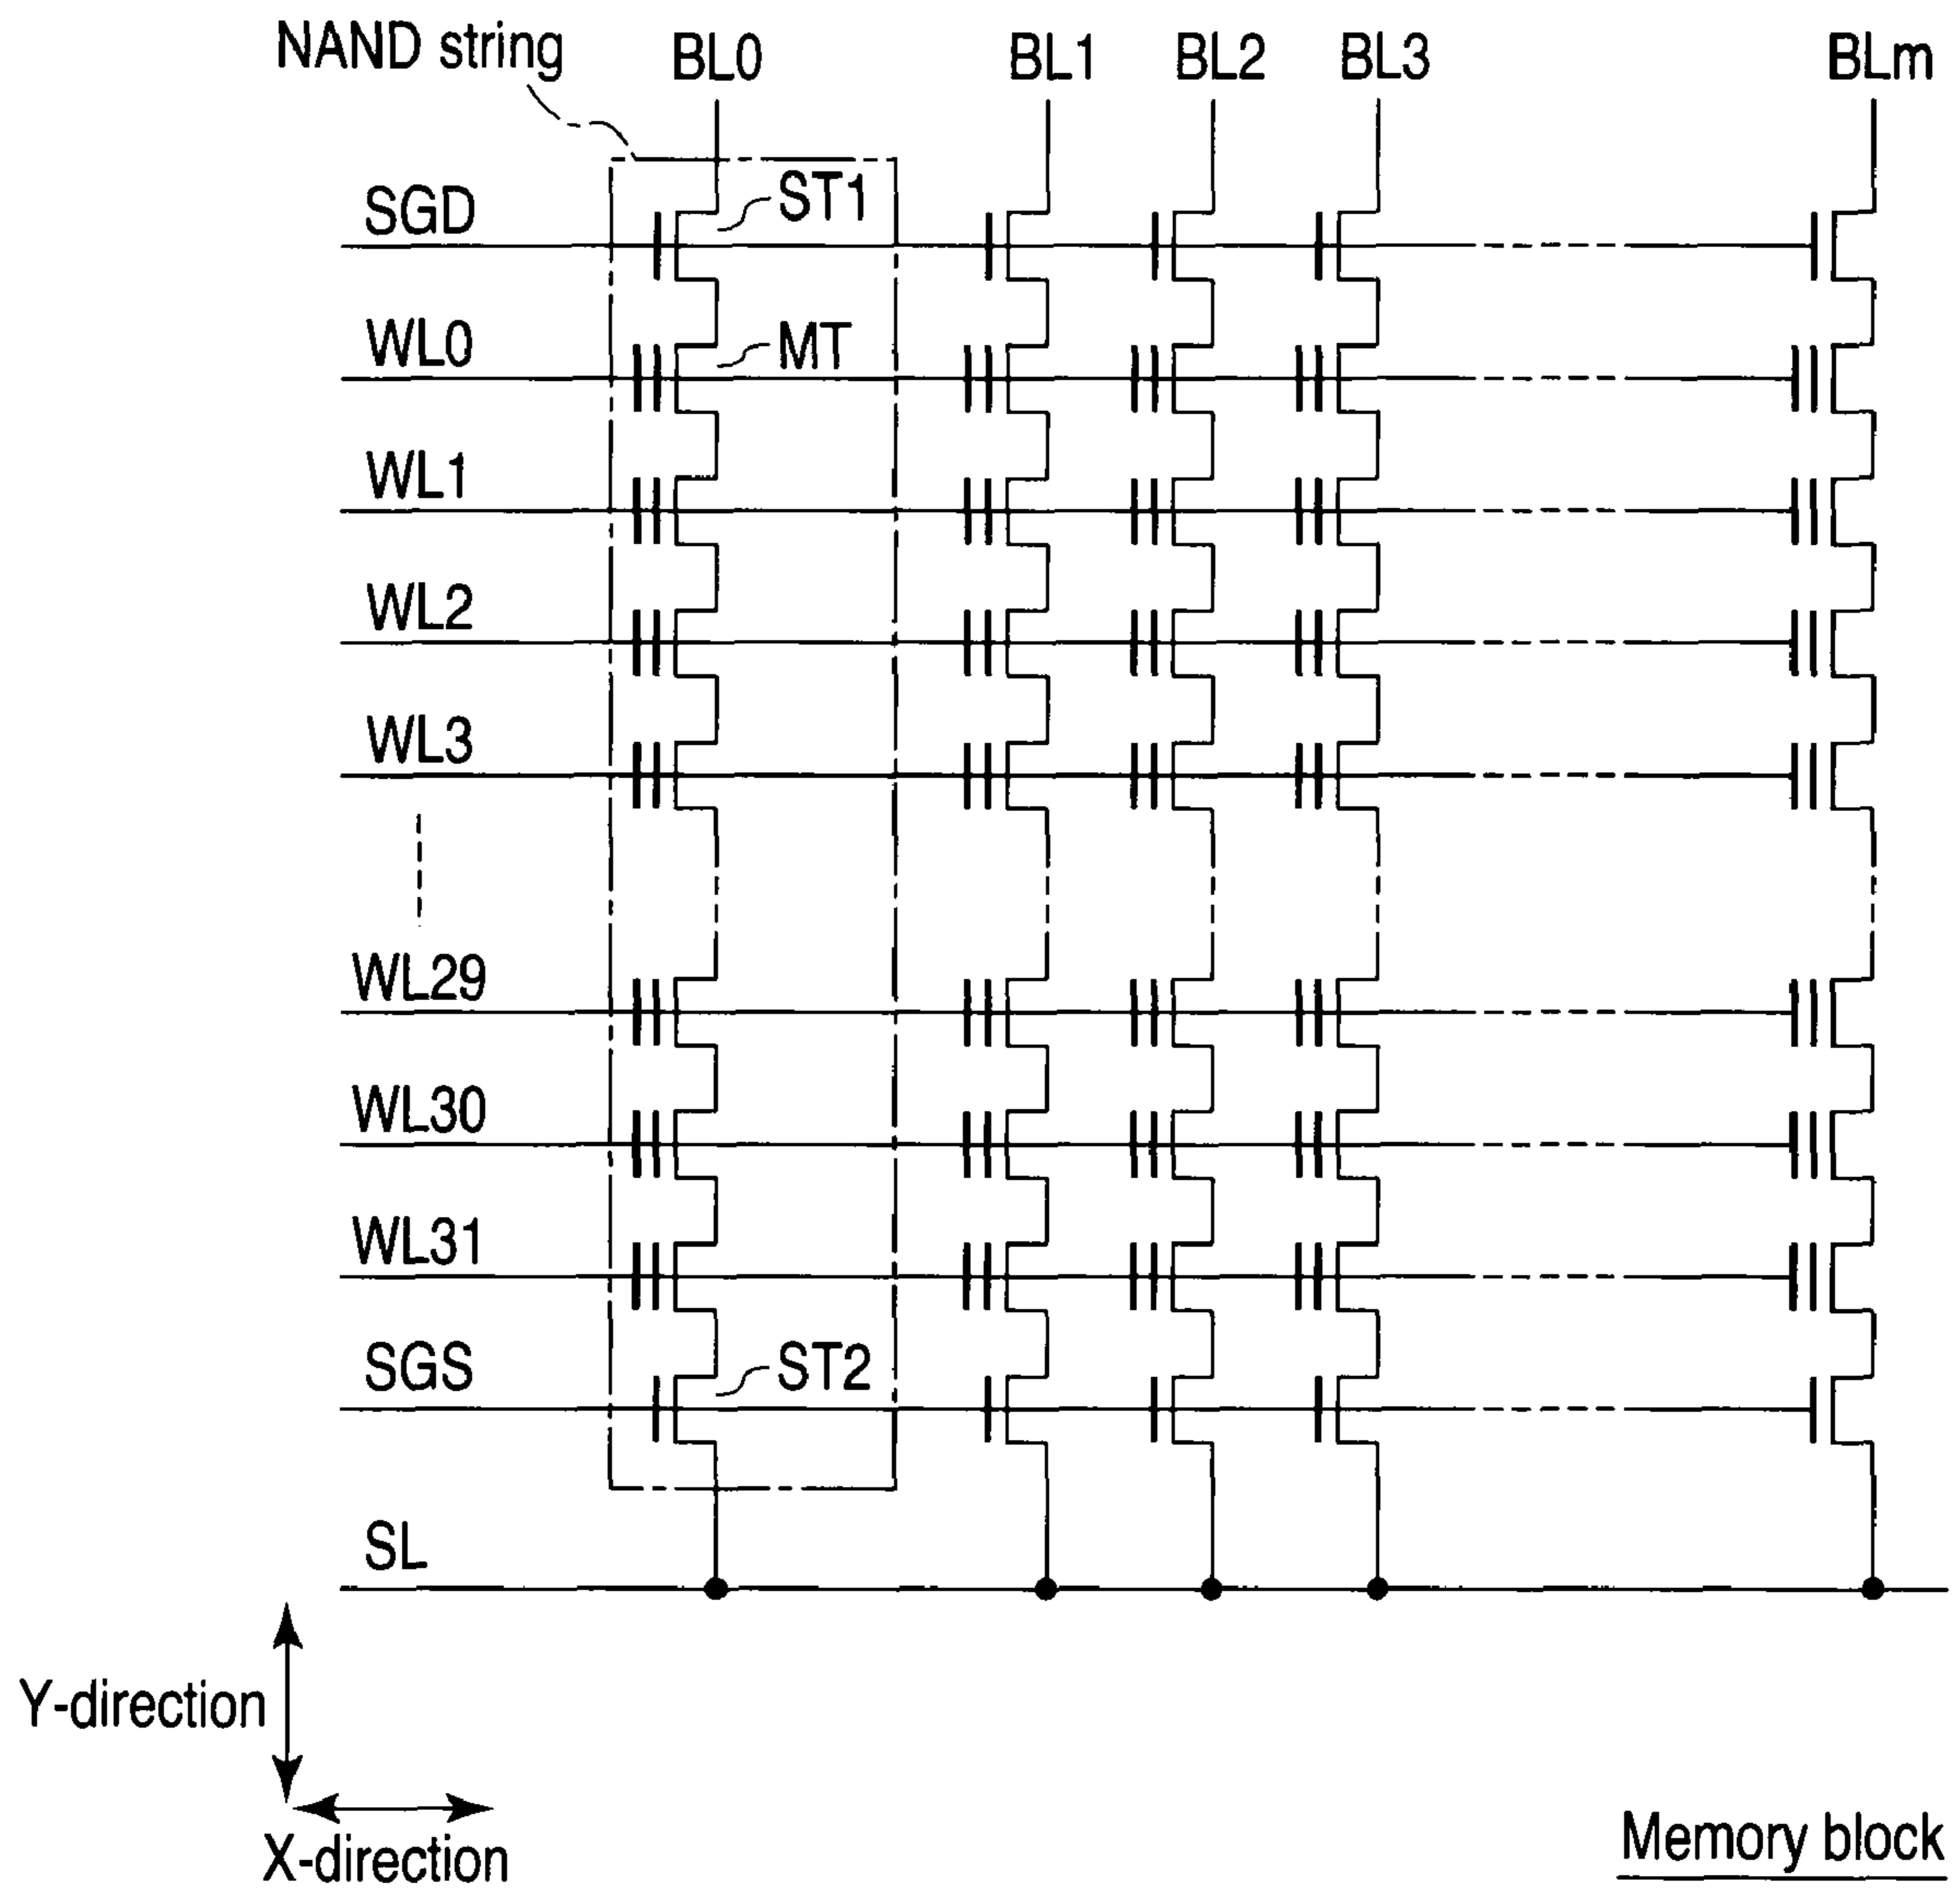 NAND string
BL0
BL1
BL2
BL3
BLm
SGD
ST1
WL0
MT
WL1
WL2
WL3
WL29
WL30
WL31
SGS
ST2
SL
Y-direction
X-direction
Memory block